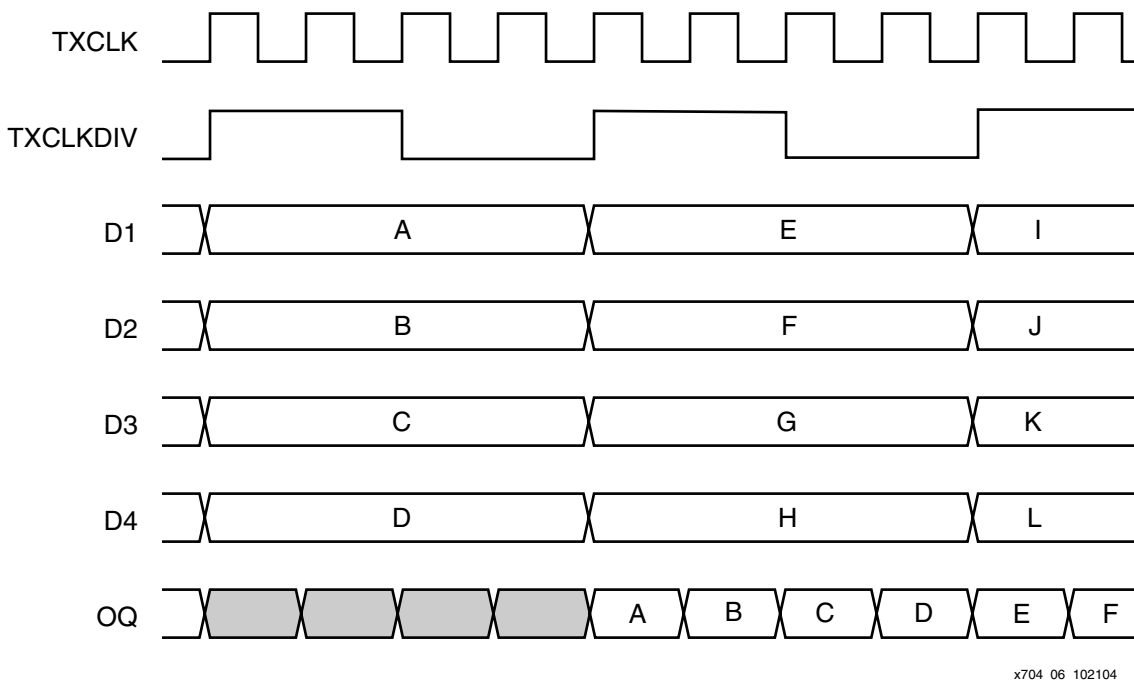 TXCLK
TXCLKDIV
D1 A E I
D2 B F J
D3 C G K
D4 D H L
OQ A B C D E F
x704_06_102104